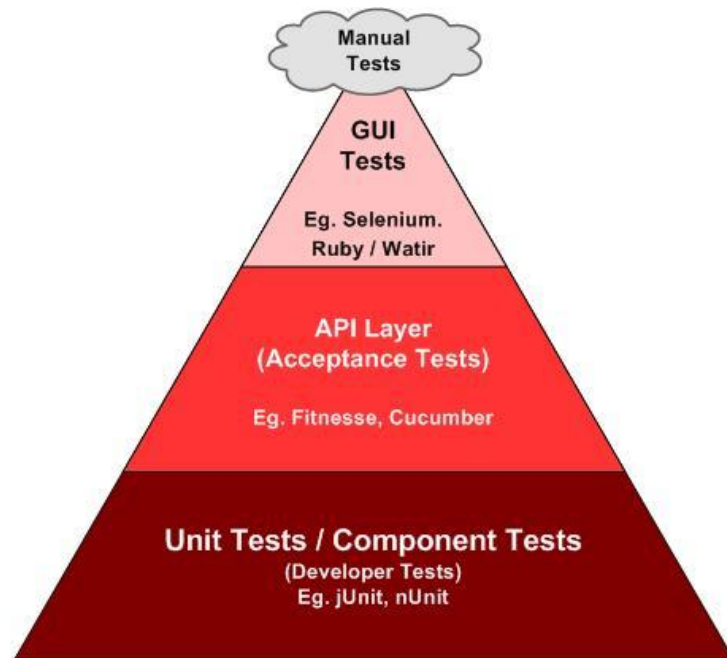 Manual
Tests
GUI
Tests
Eg. Selenium.
Ruby / Watir
API Layer
(Acceptance Tests)
Eg. Fitnesse, Cucumber
Unit Tests / Component Tests
(Developer Tests)
Eg. jUnit, nUnit